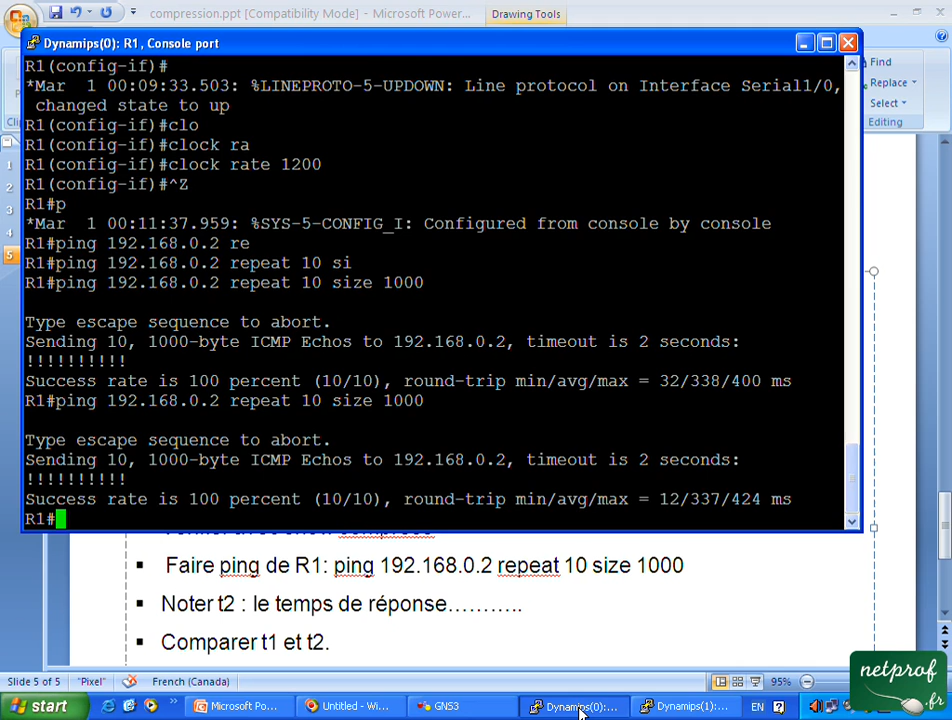 compression.ppt [Compatibility Mode] - Microsoft Power...
Drawing Tools
Dynamips(0): R1, Console port
R1(config-if)#
*Mar  1 00:09:33.503: %LINEPROTO-5-UPDOWN: Line protocol on Interface Serial1/0,
changed state to up
R1(config-if)#clo
R1(config-if)#clock ra
R1(config-if)#clock rate 1200
R1(config-if)#^Z
R1#p
*Mar  1 00:11:37.959: %SYS-5-CONFIG_I: Configured from console by console
R1#ping 192.168.0.2 re
R1#ping 192.168.0.2 repeat 10 si
R1#ping 192.168.0.2 repeat 10 size 1000
Type escape sequence to abort.
Sending 10, 1000-byte ICMP Echos to 192.168.0.2, timeout is 2 seconds:
!!!!!!!!!!
Success rate is 100 percent (10/10), round-trip min/avg/max = 32/338/400 ms
R1#ping 192.168.0.2 repeat 10 size 1000
Type escape sequence to abort.
Sending 10, 1000-byte ICMP Echos to 192.168.0.2, timeout is 2 seconds:
!!!!!!!!!!
Success rate is 100 percent (10/10), round-trip min/avg/max = 12/337/424 ms
R1#
Find
Replace
Select
Editing
1
2
3
4
5
▪ Faire ping de R1: ping 192.168.0.2 repeat 10 size 1000
▪ Noter t2 : le temps de réponse………..
▪ Comparer t1 et t2.
netprof
.fr
Slide 5 of 5
"Pixel"
French (Canada)
95%
start
Microsoft Po...
Untitled - Wi...
GNS3
Dynamips(0):...
Dynamips(1):...
EN